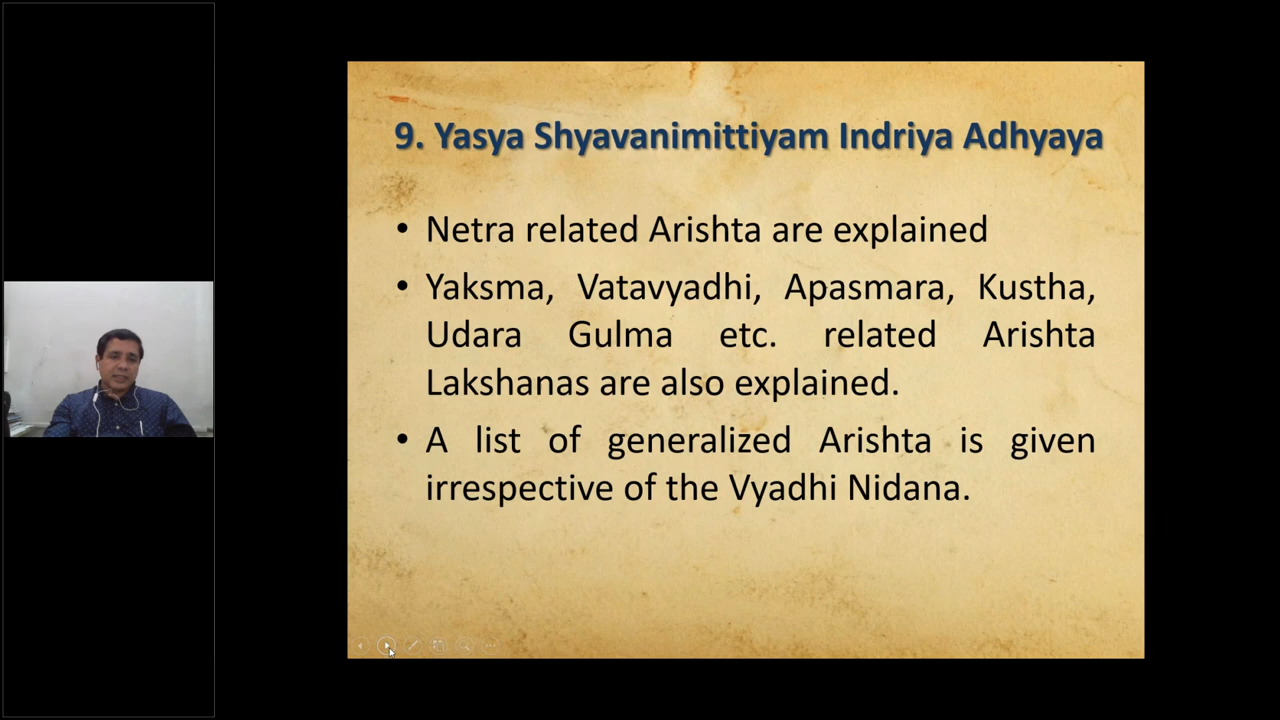 9. Yasya Shyavanimittiyam Indriya Adhyaya
• Netra related Arishta are explained
• Yaksma, Vatavyadhi, Apasmara, Kustha,
Udara Gulma etc. related Arishta
Lakshanas are also explained.
• A list of generalized Arishta is given
irrespective of the Vyadhi Nidana.